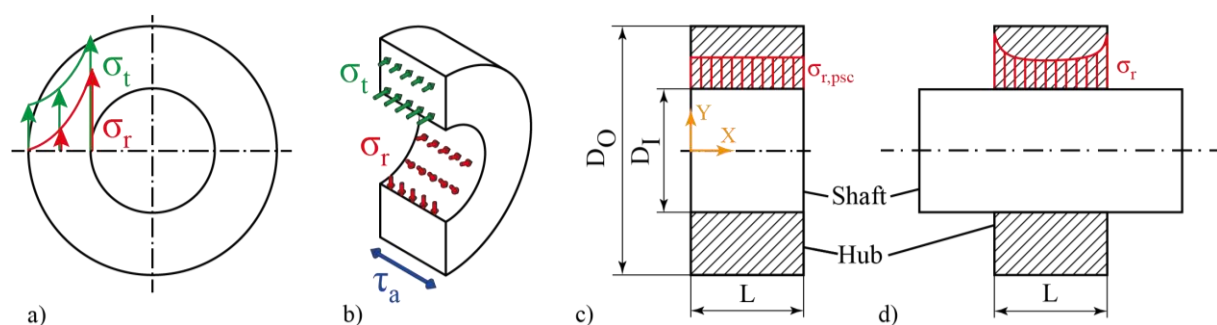 σt
σr
a)
σt
σr
τa
b)
σr,psc
Y
X
DO
DI
L
c)
Shaft
Hub
σr
L
d)